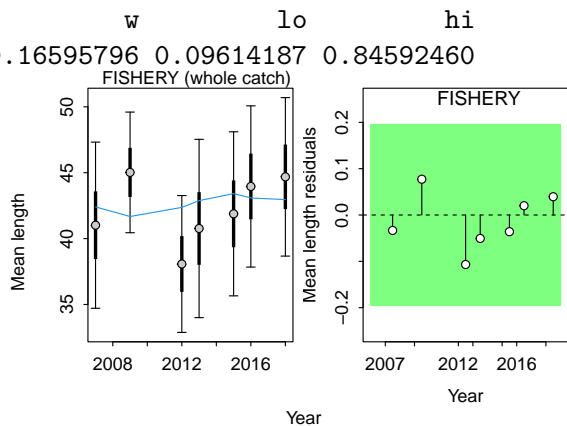 w lo hi
.16595796 0.09614187 0.84592460
FISHERY (whole catch)
50
45
40
35
Mean length
2008 2012 2016
Year
FISHERY
0.2
0.1
0.0
−0.2
Mean length residuals
2007 2012 2016
Year